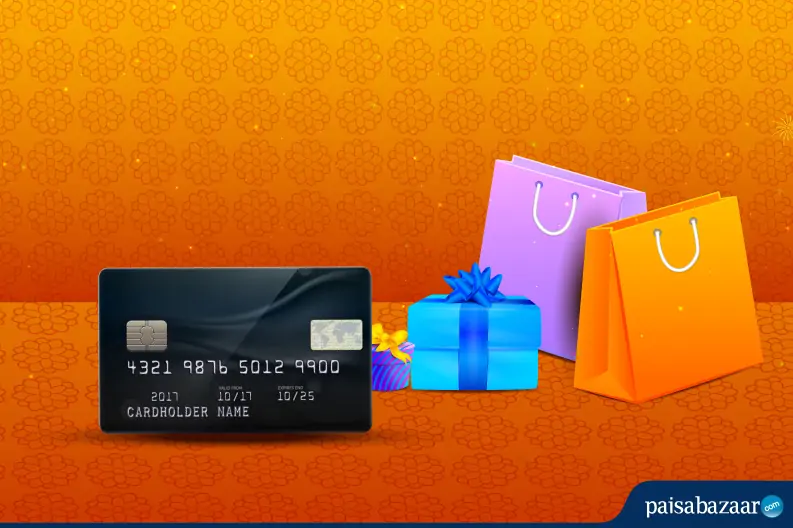 4321 9876 5012 9900
2017 VALID FROM 10/17 EXPIRES END 10/25
CARDHOLDER NAME
paisabazaar.com